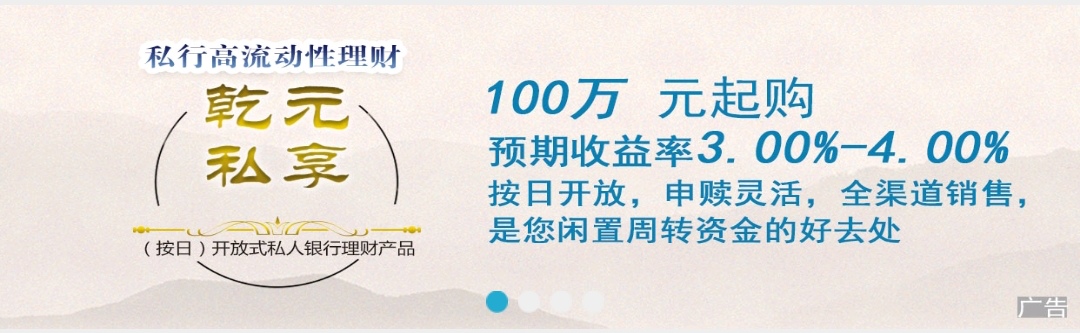 私行高流动性理财
乾元
私享
（按日）开放式私人银行理财产品
100万 元起购
预期收益率3.00%-4.00%
按日开放，申赎灵活，全渠道销售，
是您闲置周转资金的好去处
广告